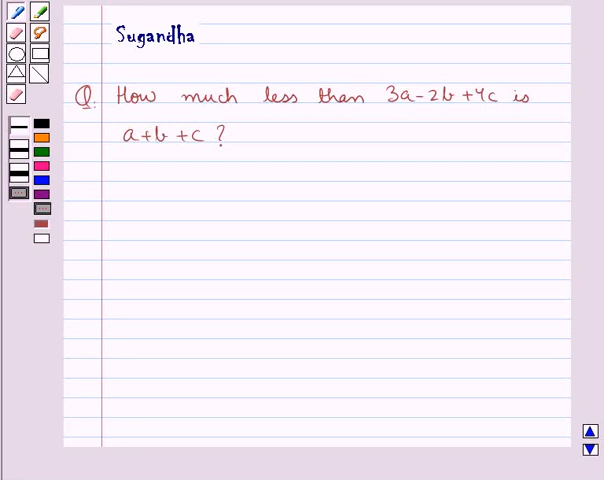 Sugandha
Q. How much less than 3a-2b+4c is
a+b+c?